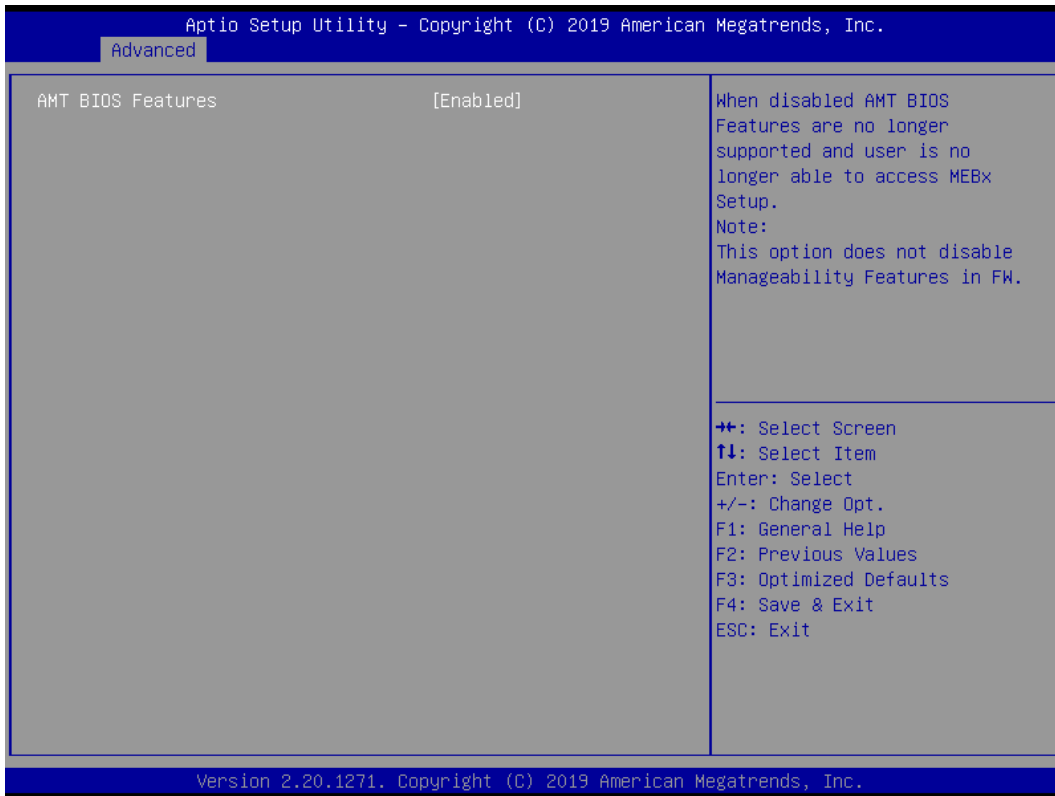 Aptio Setup Utility – Copyright (C) 2019 American Megatrends, Inc.
Advanced
AMT BIOS Features [Enabled]
When disabled AMT BIOS
Features are no longer
supported and user is no
longer able to access MEBx
Setup.
Note:
This option does not disable
Manageability Features in FW.
→←: Select Screen
↑↓: Select Item
Enter: Select
+/-: Change Opt.
F1: General Help
F2: Previous Values
F3: Optimized Defaults
F4: Save & Exit
ESC: Exit
Version 2.20.1271. Copyright (C) 2019 American Megatrends, Inc.